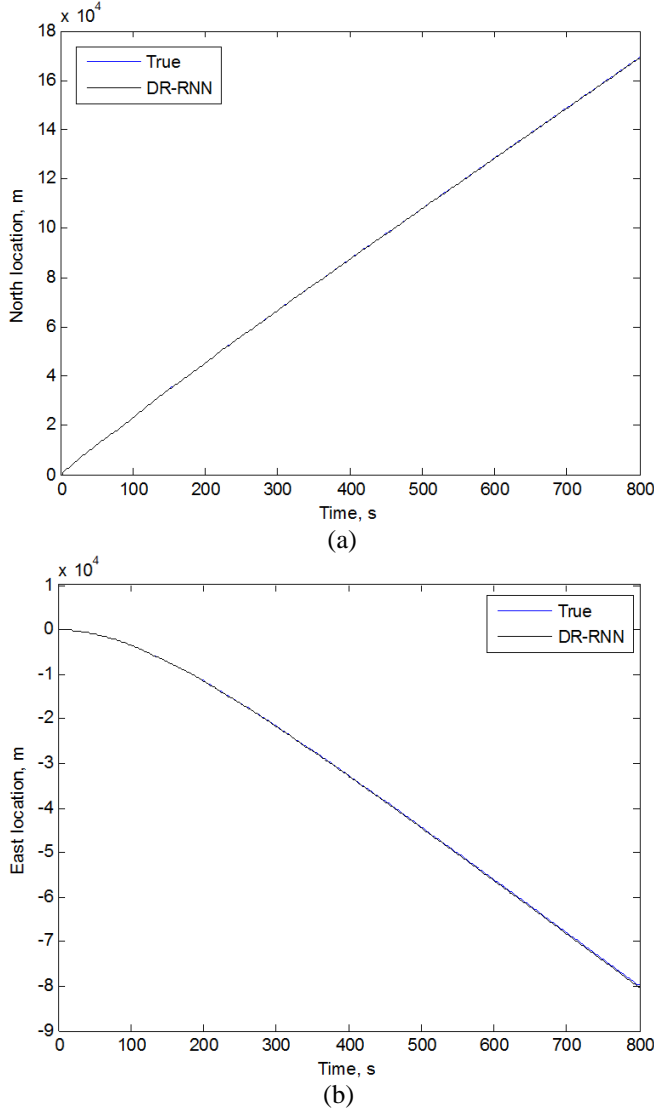 x 10^4
18
16
14
12
10
8
6
4
2
0
North location, m
True
DR-RNN
0 100 200 300 400 500 600 700 800
Time, s
(a)
x 10^4
1
0
-1
-2
-3
-4
-5
-6
-7
-8
-9
East location, m
True
DR-RNN
0 100 200 300 400 500 600 700 800
Time, s
(b)